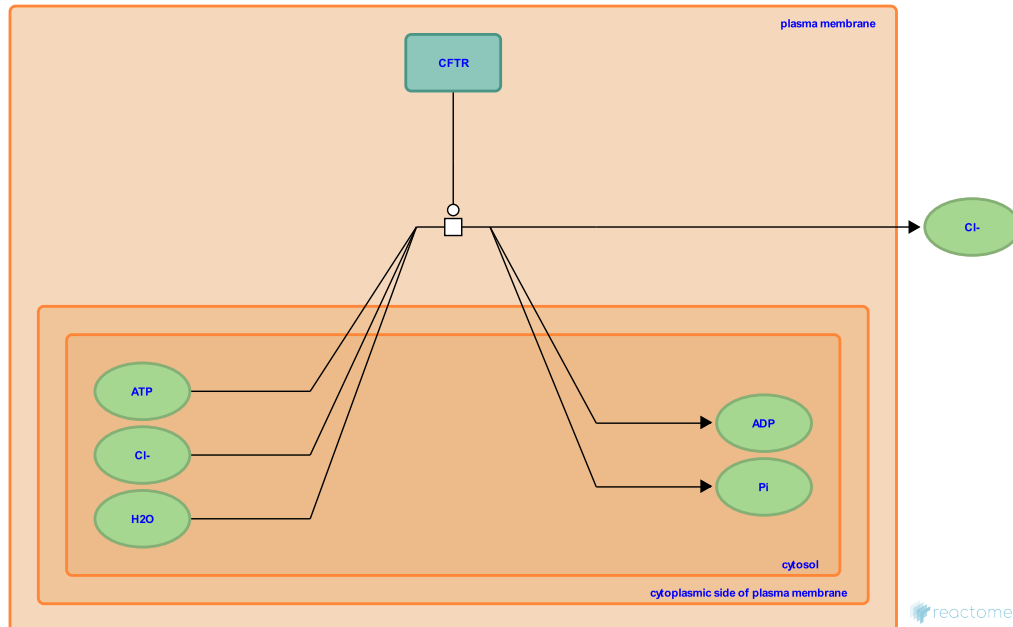 plasma membrane
CFTR
Cl-
ATP
Cl-
H2O
ADP
Pi
cytosol
cytoplasmic side of plasma membrane
reactome